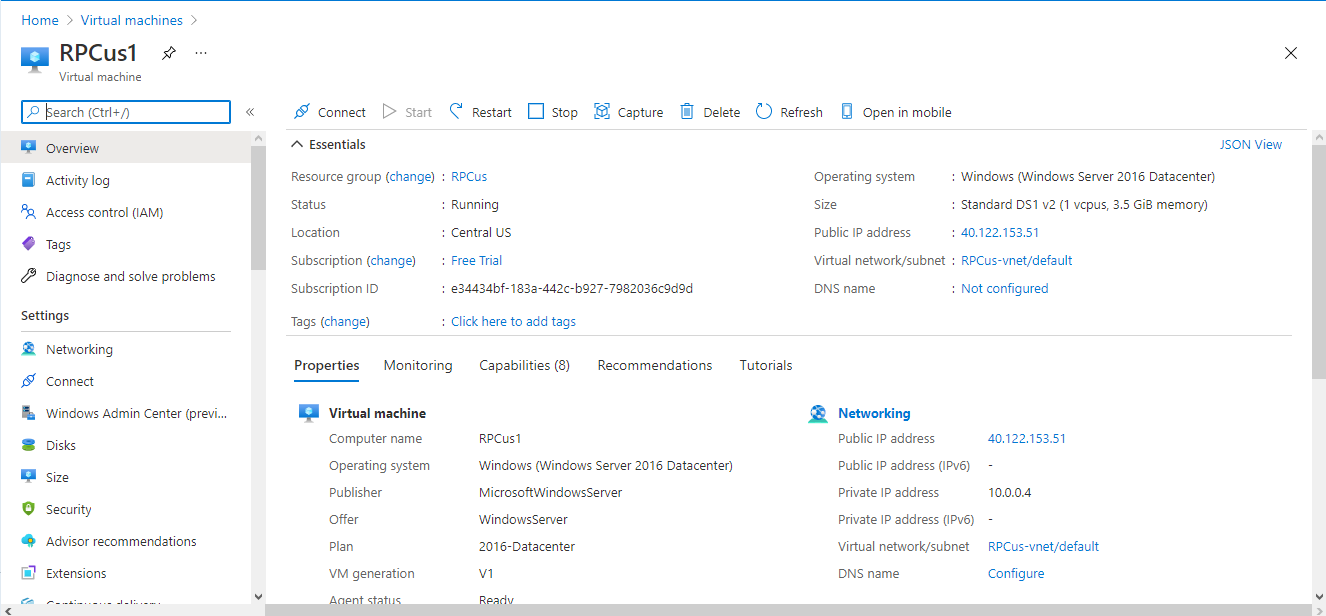 Home > Virtual machines >
RPCus1 ...
Virtual machine
Search (Ctrl+/) «
Connect Start Restart Stop Capture Delete Refresh Open in mobile
Overview
Activity log
Access control (IAM)
Tags
Diagnose and solve problems
Settings
Networking
Connect
Windows Admin Center (previ...
Disks
Size
Security
Advisor recommendations
Extensions
Continuous delivery
Essentials JSON View
Resource group (change) : RPCus
Status : Running
Location : Central US
Subscription (change) : Free Trial
Subscription ID : e34434bf-183a-442c-b927-7982036c9d9d
Tags (change) : Click here to add tags
Operating system : Windows (Windows Server 2016 Datacenter)
Size : Standard DS1 v2 (1 vcpus, 3.5 GiB memory)
Public IP address : 40.122.153.51
Virtual network/subnet : RPCus-vnet/default
DNS name : Not configured
Properties Monitoring Capabilities (8) Recommendations Tutorials
Virtual machine
Computer name RPCus1
Operating system Windows (Windows Server 2016 Datacenter)
Publisher MicrosoftWindowsServer
Offer WindowsServer
Plan 2016-Datacenter
VM generation V1
Agent status Ready
Networking
Public IP address 40.122.153.51
Public IP address (IPv6) -
Private IP address 10.0.0.4
Private IP address (IPv6) -
Virtual network/subnet RPCus-vnet/default
DNS name Configure